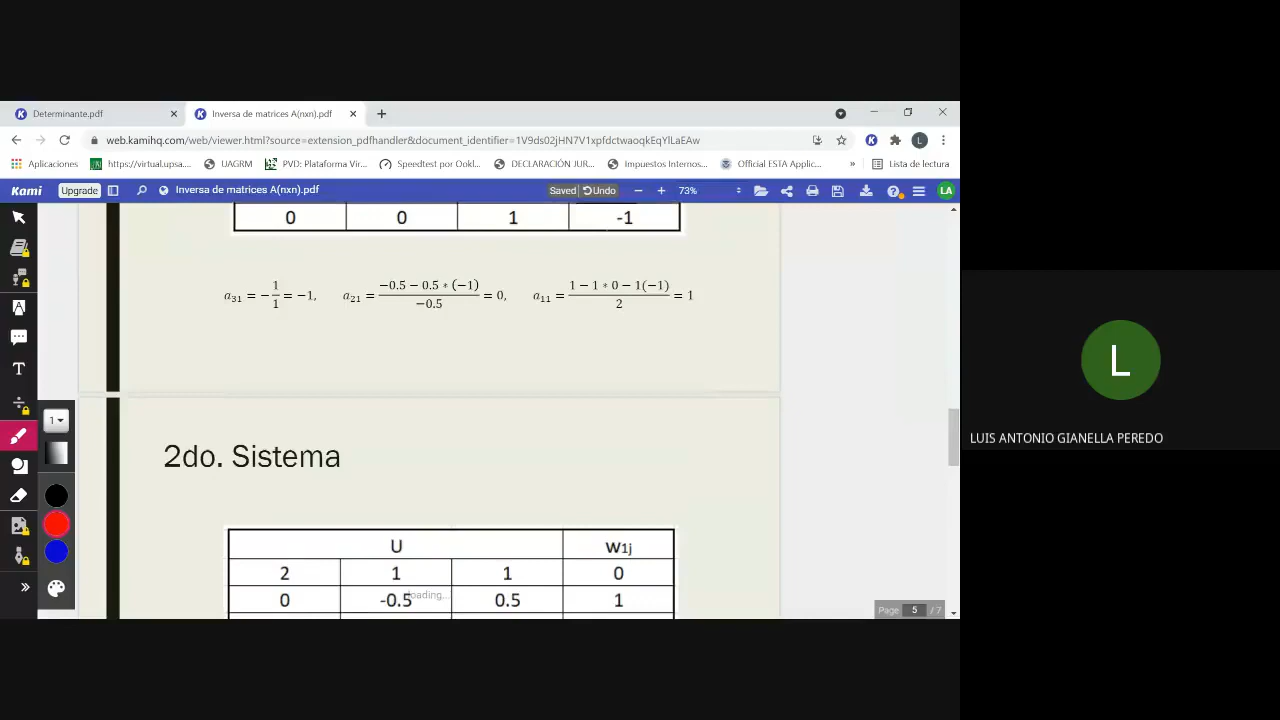 Determinante.pdf
Inversa de matrices A(nxn).pdf
web.kamihq.com/web/viewer.html?source=extension_pdfhandler&document_identifier=1V9ds02jHN7V1xpfdctwaoqkEqYlLaEAw
Aplicaciones https://virtual.upsa.... UAGRM PVD: Plataforma Vir... Speedtest por Ookl... DECLARACIÓN JUR... Impuestos Internos... Official ESTA Applic... » Lista de lectura
Kami Upgrade Inversa de matrices A(nxn).pdf Saved Undo − + 73% LA
0 0 1 -1
a₃₁ = −1/1 = −1, a₂₁ = (−0.5 − 0.5 ∗ (−1))/(−0.5) = 0, a₁₁ = (1 − 1 ∗ 0 − 1(−1))/2 = 1
2do. Sistema
U w1j
2 1 1 0
0 -0.5 0.5 1
loading...
1
T
Page 5 / 7
L
LUIS ANTONIO GIANELLA PEREDO